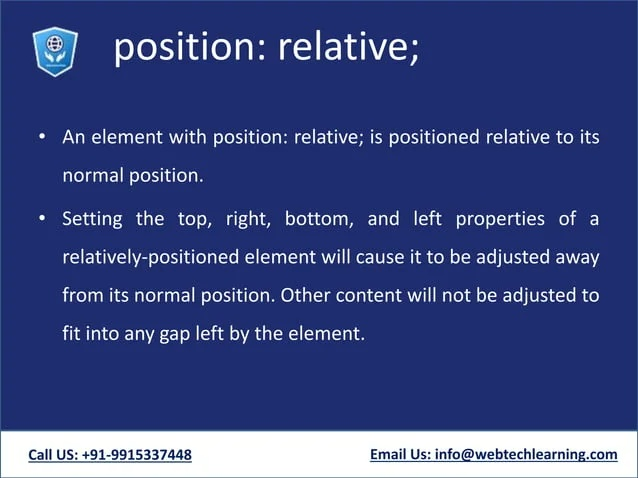 position: relative;
• An element with position: relative; is positioned relative to its
normal position.
• Setting the top, right, bottom, and left properties of a
relatively-positioned element will cause it to be adjusted away
from its normal position. Other content will not be adjusted to
fit into any gap left by the element.
Call US: +91-9915337448
Email Us: info@webtechlearning.com